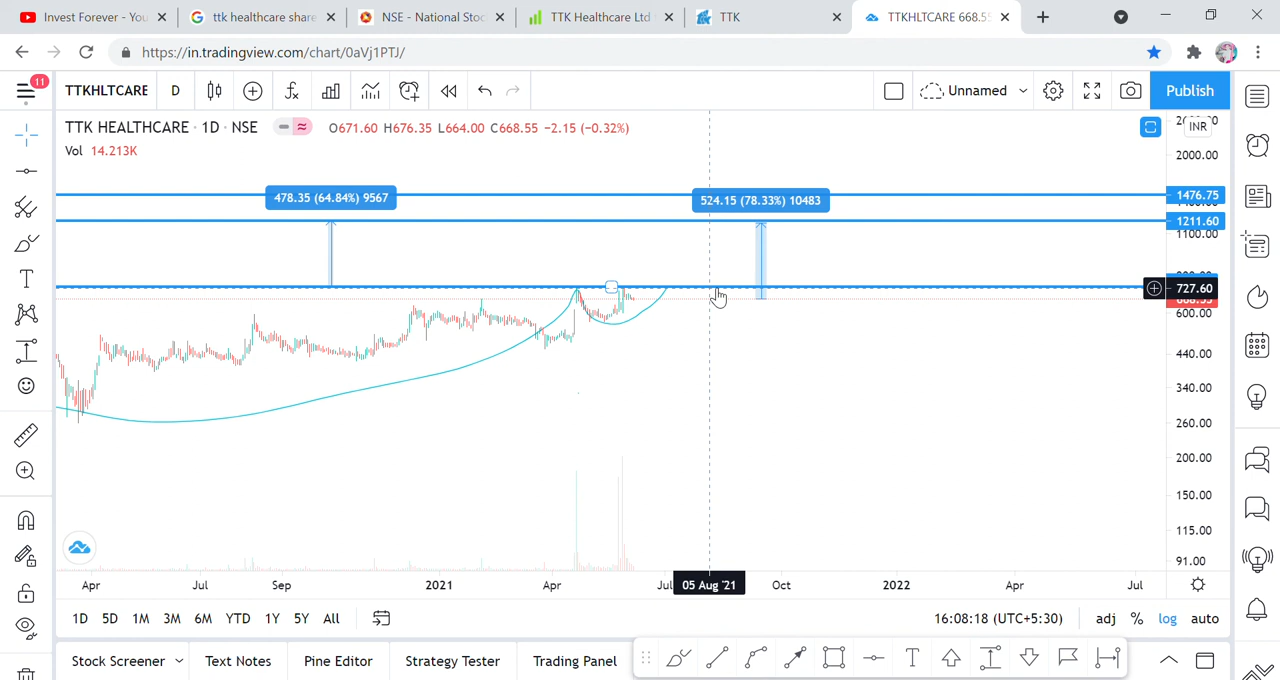 Invest Forever - You
ttk healthcare share
NSE - National Stoc
TTK Healthcare Ltd
TTK
TTKHLTCARE 668.55
https://in.tradingview.com/chart/0aVj1PTJ/
11
TTKHLTCARE
D
Unnamed
Publish
TTK HEALTHCARE · 1D · NSE
O671.60 H676.35 L664.00 C668.55 −2.15 (−0.32%)
Vol 14.213K
INR
2000.00
478.35 (64.84%) 9567
524.15 (78.33%) 10483
1476.75
1211.60
1100.00
727.60
600.00
440.00
340.00
260.00
200.00
150.00
115.00
91.00
Apr
Jul
Sep
2021
Apr
Jul
05 Aug '21
Oct
2022
Apr
Jul
1D 5D 1M 3M 6M YTD 1Y 5Y All
16:08:18 (UTC+5:30)
adj % log auto
Stock Screener
Text Notes
Pine Editor
Strategy Tester
Trading Panel